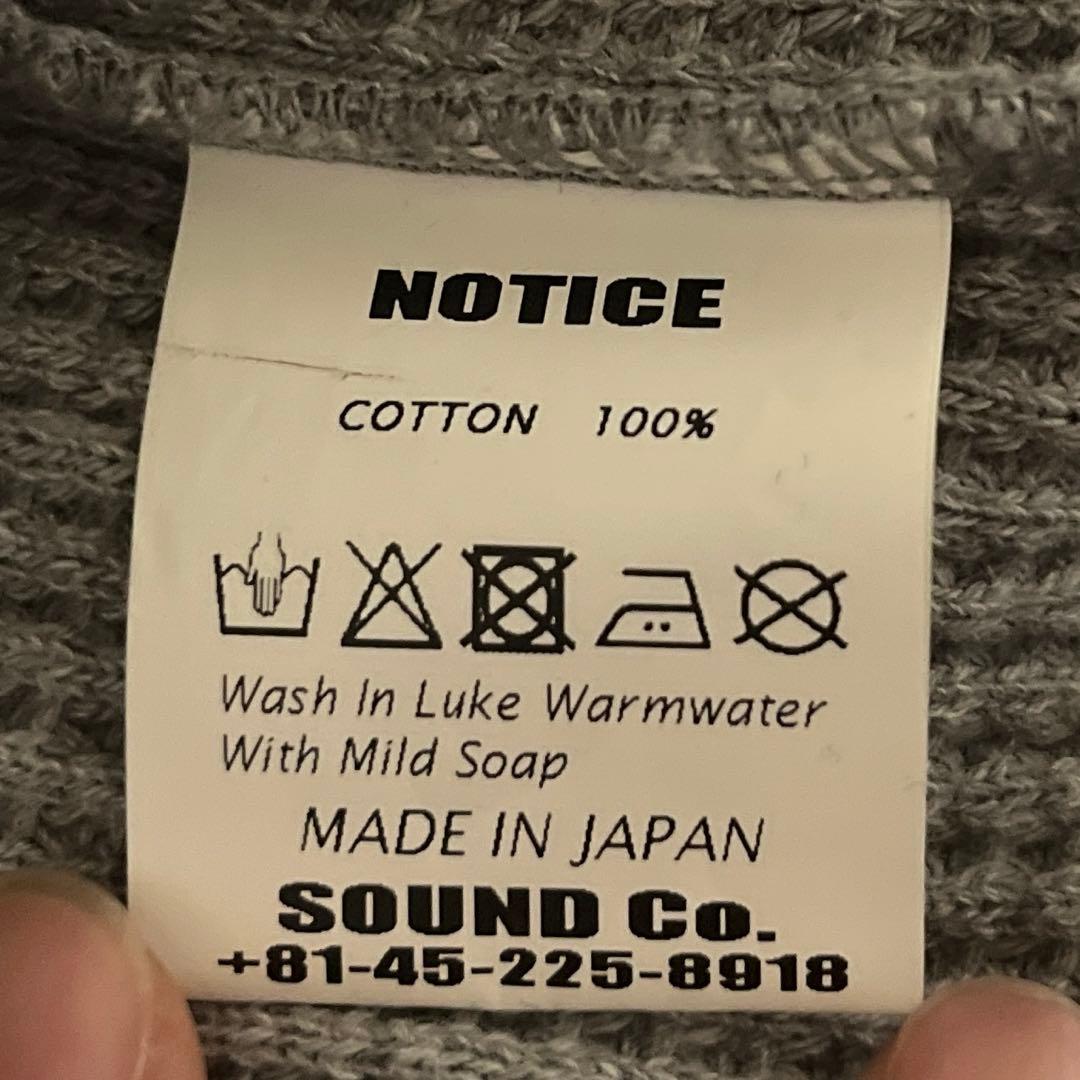 NOTICE
COTTON 100%
Wash In Luke Warmwater
With Mild Soap
MADE IN JAPAN
SOUND Co.
+81-45-225-8918